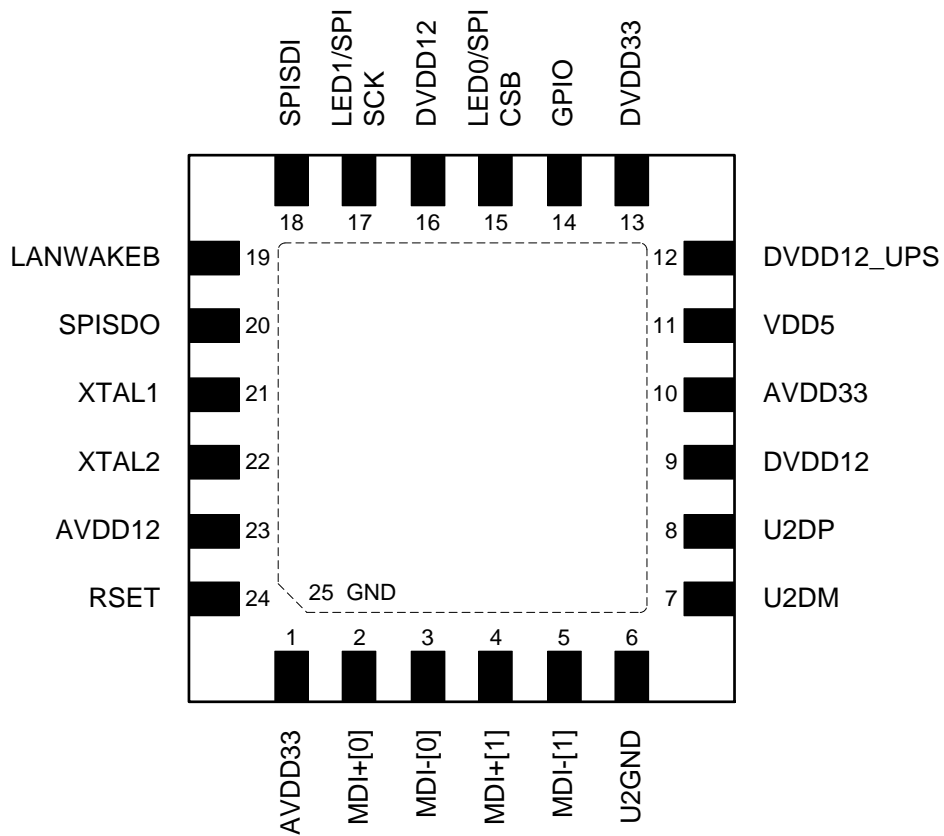 SPISDI
LED1/SPI
SCK
DVDD12
LED0/SPI
CSB
GPIO
DVDD33
18 17 16 15 14 13
LANWAKEB 19 12 DVDD12_UPS
SPISDO 20 11 VDD5
XTAL1 21 10 AVDD33
XTAL2 22 9 DVDD12
AVDD12 23 8 U2DP
RSET 24 25 GND 7 U2DM
1 2 3 4 5 6
AVDD33
MDI+[0]
MDI-[0]
MDI+[1]
MDI-[1]
U2GND